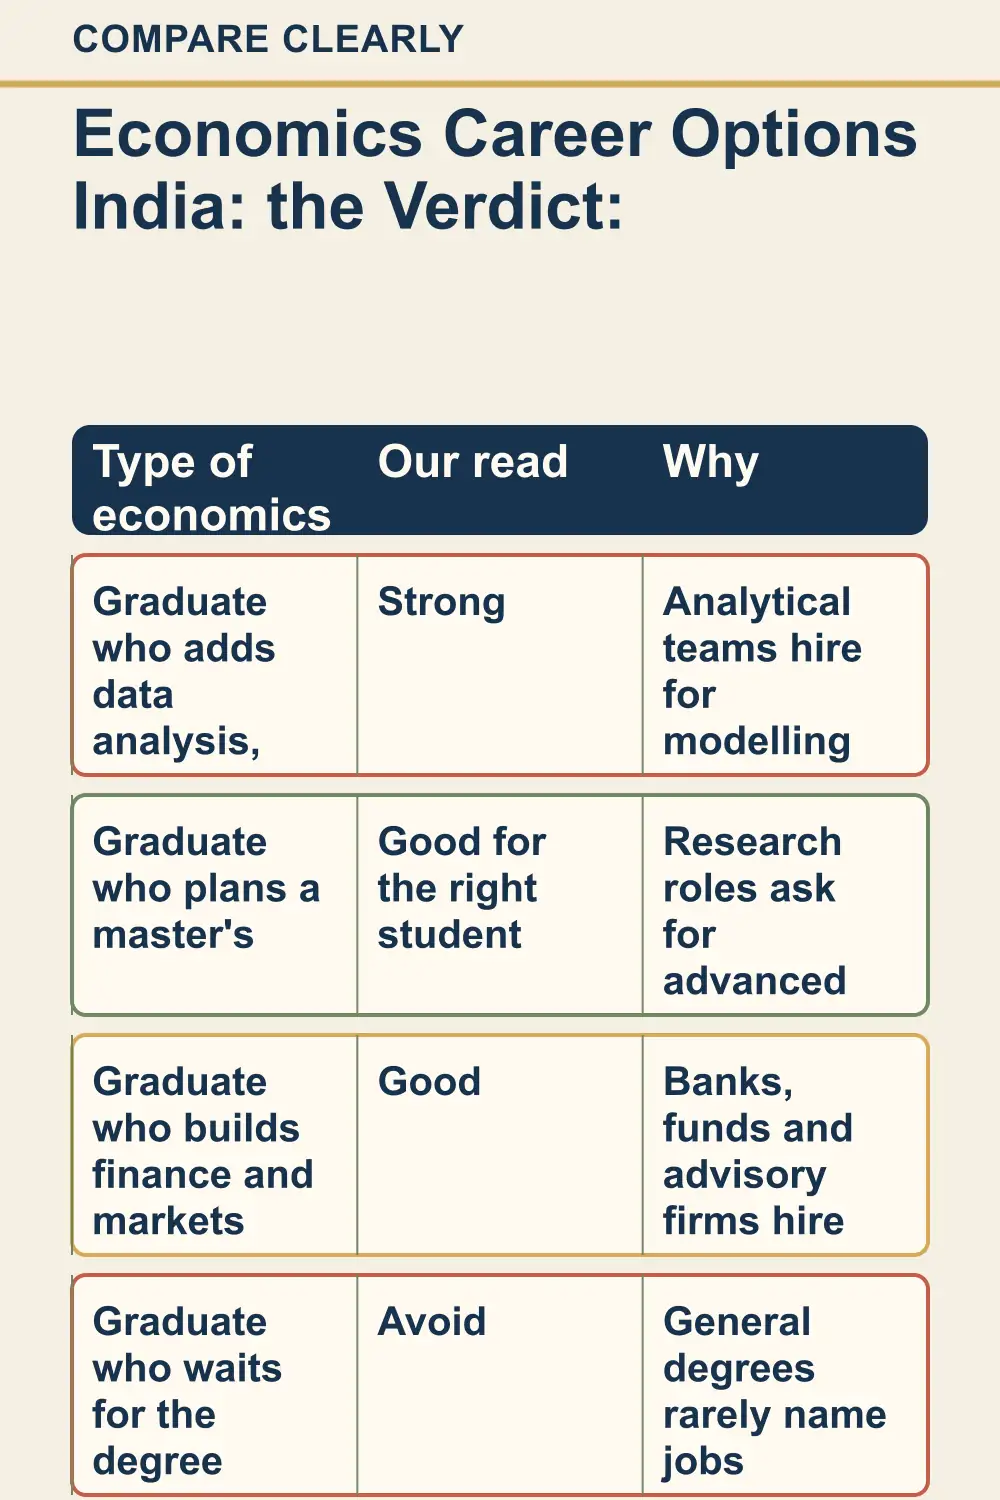 COMPARE CLEARLY
Economics Career Options
India: the Verdict:
Type of
economics
Our read
Why
Graduate
who adds
data
analysis,
Strong
Analytical
teams hire
for
modelling
Graduate
who plans a
master's
Good for
the right
student
Research
roles ask
for
advanced
Graduate
who builds
finance and
markets
Good
Banks,
funds and
advisory
firms hire
Graduate
who waits
for the
degree
Avoid
General
degrees
rarely name
jobs